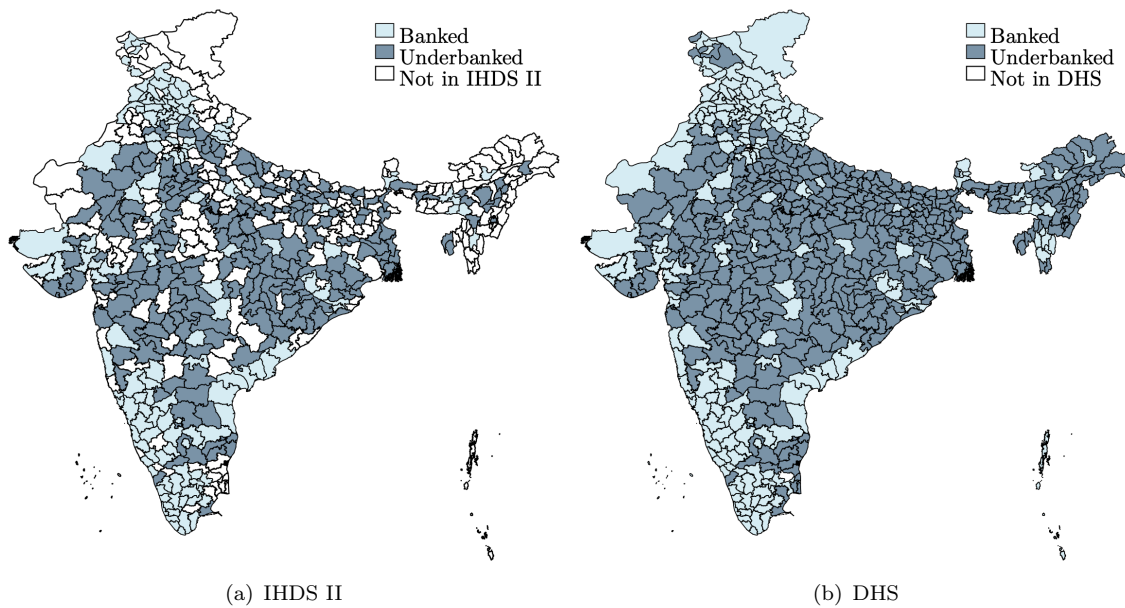 Banked
Underbanked
Not in IHDS II
Banked
Underbanked
Not in DHS
(a) IHDS II
(b) DHS